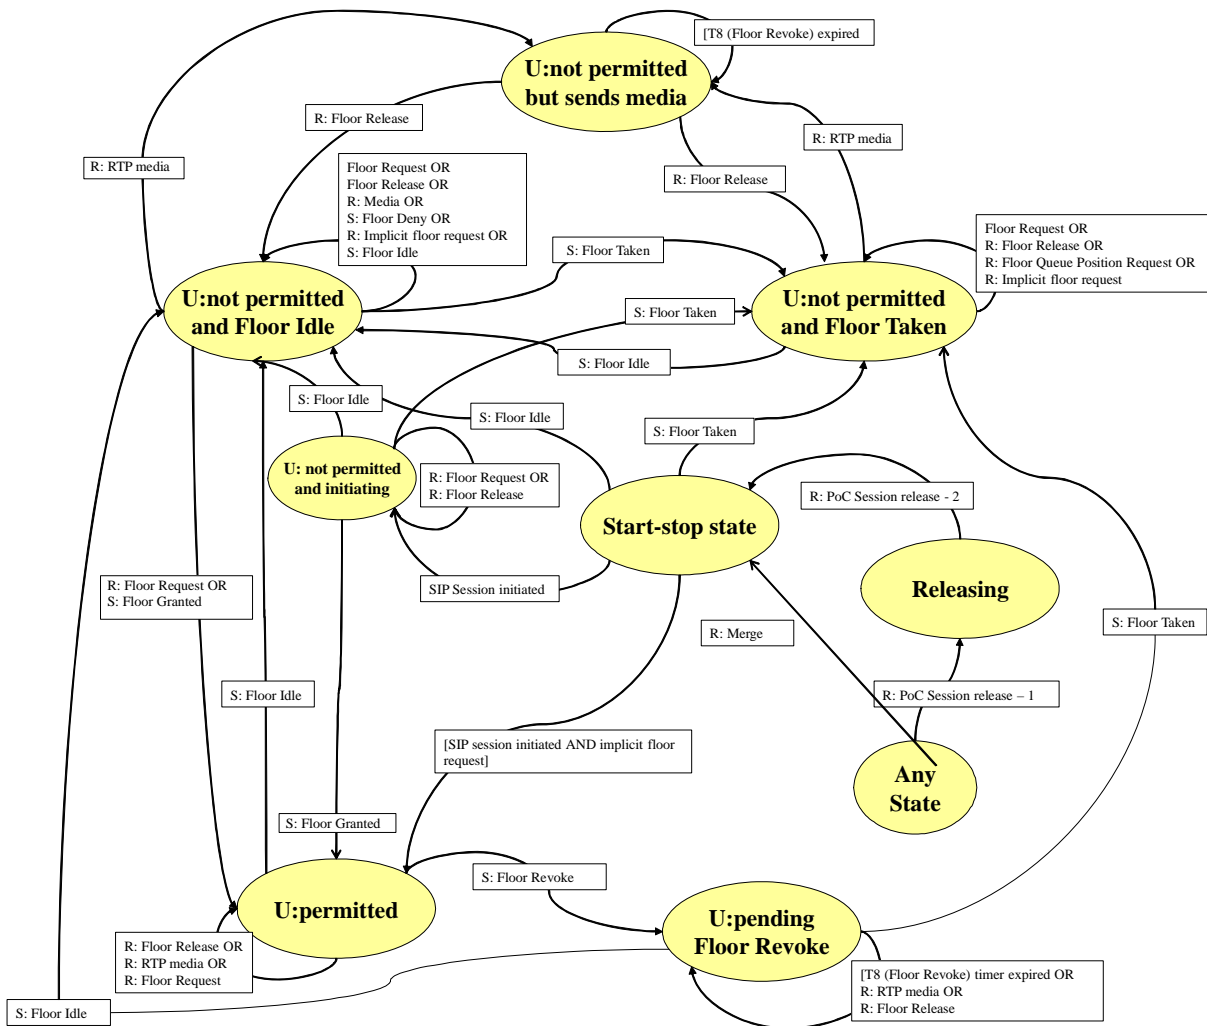 [T8 (Floor Revoke) expired
U:not permitted
but sends media
R: Floor Release
R: RTP media
R: RTP media
Floor Request OR
Floor Release OR
R: Media OR
S: Floor Deny OR
R: Implicit floor request OR
S: Floor Idle
R: Floor Release
Floor Request OR
R: Floor Release OR
R: Floor Queue Position Request OR
R: Implicit floor request
S: Floor Taken
U:not permitted
and Floor Idle
S: Floor Taken
U:not permitted
and Floor Taken
S: Floor Idle
S: Floor Idle
S: Floor Idle
S: Floor Taken
U: not permitted
and initiating
R: Floor Request OR
R: Floor Release
R: PoC Session release - 2
Start-stop state
SIP Session initiated
Releasing
R: Floor Request OR
S: Floor Granted
R: Merge
S: Floor Taken
S: Floor Idle
R: PoC Session release – 1
[SIP session initiated AND implicit floor
request]
Any
State
S: Floor Granted
S: Floor Revoke
U:permitted
U:pending
Floor Revoke
R: Floor Release OR
R: RTP media OR
R: Floor Request
[T8 (Floor Revoke) timer expired OR
R: RTP media OR
R: Floor Release
S: Floor Idle